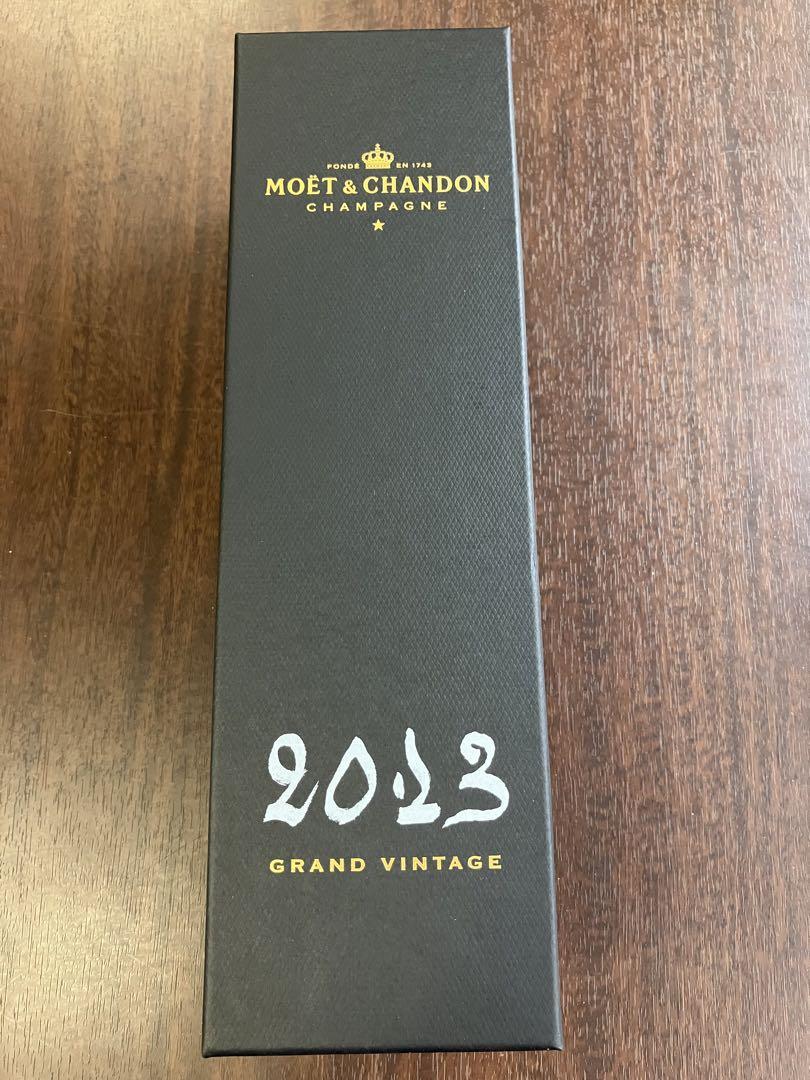 FONDÉ EN 1743
MOËT & CHANDON
CHAMPAGNE
2013
GRAND VINTAGE